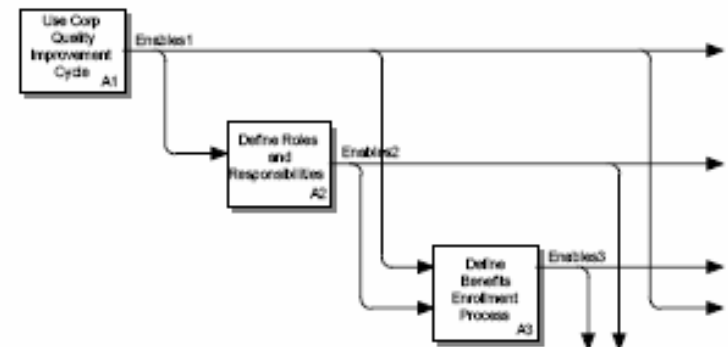 Use Corp
Quality
Improvement
Cycle
A1
Enables1
Define Roles
and
Responsibilities
A2
Enables2
Define
Benefits
Enrollment
Process
A3
Enables3